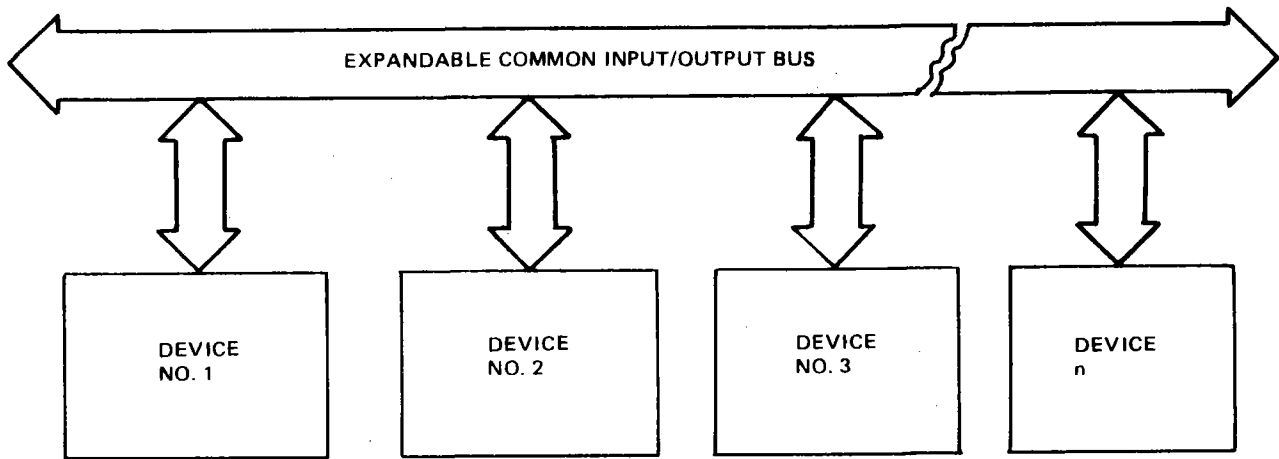 EXPANDABLE COMMON INPUT/OUTPUT BUS
DEVICE
NO. 1
DEVICE
NO. 2
DEVICE
NO. 3
DEVICE
n